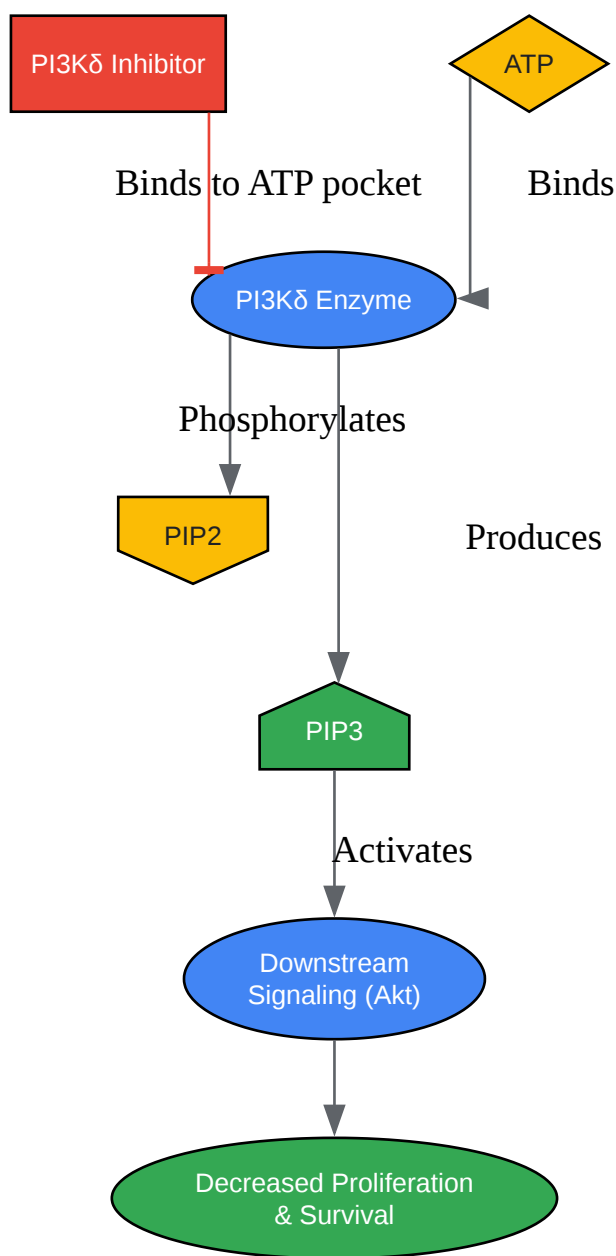 PI3Kδ Inhibitor
ATP
Binds to ATP pocket
Binds
PI3Kδ Enzyme
Phosphorylates
PIP2
Produces
PIP3
Activates
Downstream
Signaling (Akt)
Decreased Proliferation
& Survival